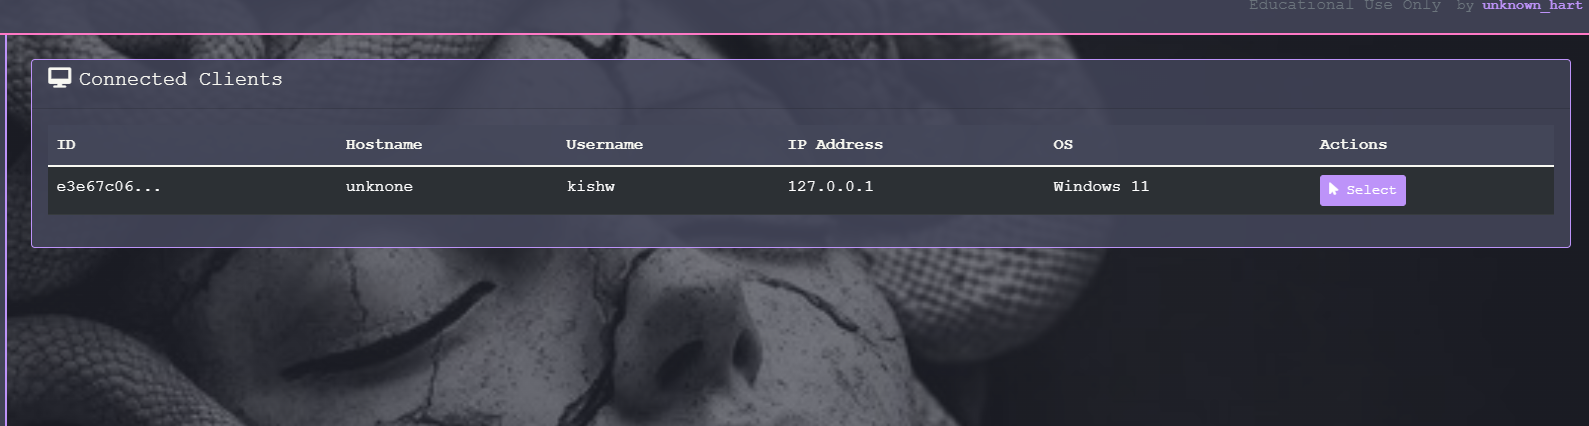 Educational Use Only by unknown_hart
Connected Clients
ID Hostname Username IP Address OS Actions
e3e67c06... unknone kishw 127.0.0.1 Windows 11 Select